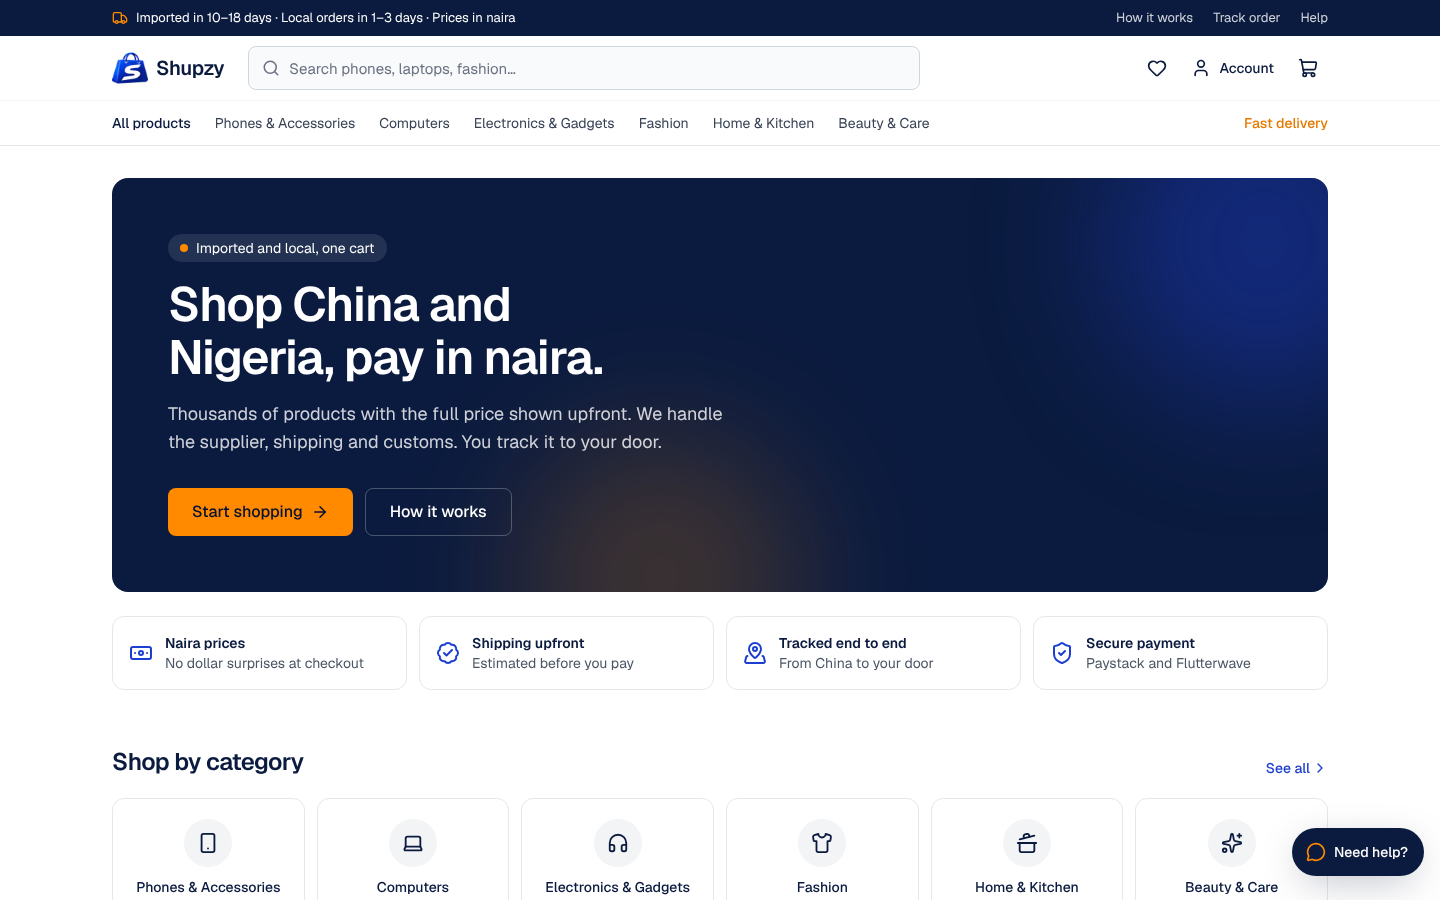 Imported in 10–18 days · Local orders in 1–3 days · Prices in naira
How it works
Track order
Help
Shupzy
Search phones, laptops, fashion...
Account
All products
Phones & Accessories
Computers
Electronics & Gadgets
Fashion
Home & Kitchen
Beauty & Care
Fast delivery
Imported and local, one cart
Shop China and
Nigeria, pay in naira.
Thousands of products with the full price shown upfront. We handle
the supplier, shipping and customs. You track it to your door.
Start shopping
How it works
Naira prices
No dollar surprises at checkout
Shipping upfront
Estimated before you pay
Tracked end to end
From China to your door
Secure payment
Paystack and Flutterwave
Shop by category
See all
Phones & Accessories
Computers
Electronics & Gadgets
Fashion
Home & Kitchen
Beauty & Care
Need help?